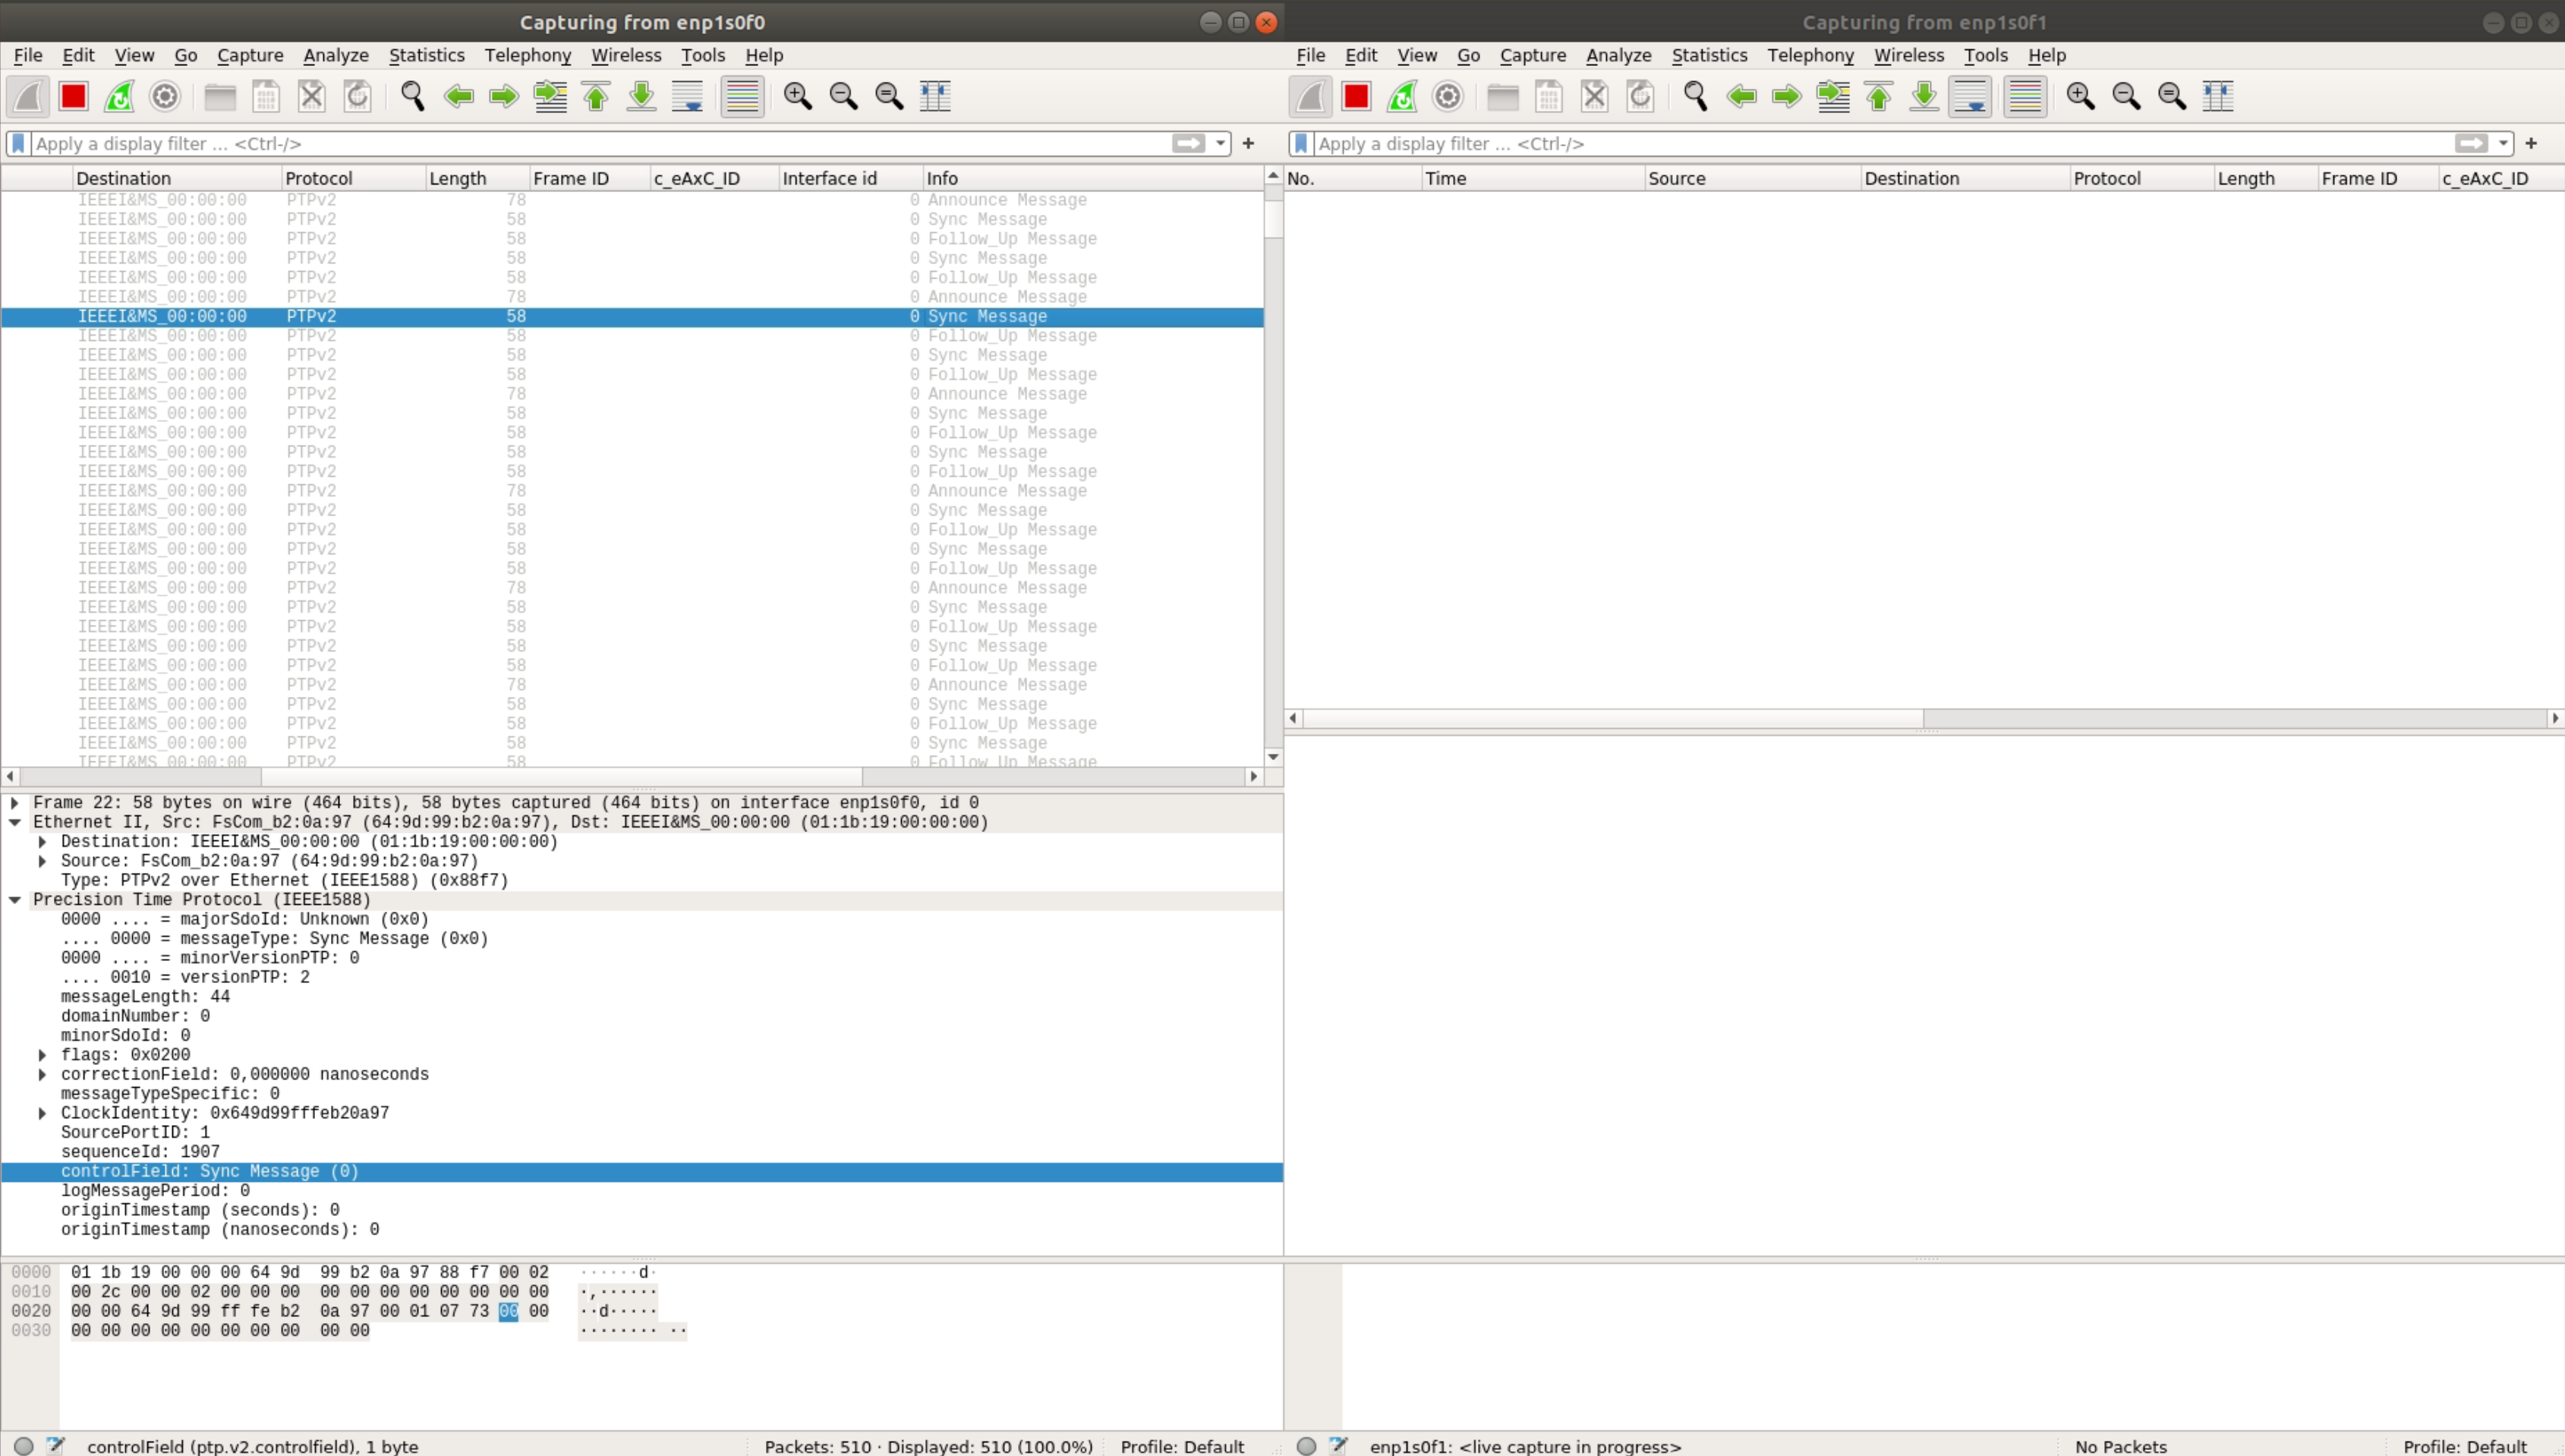 Capturing from enp1s0f0
File Edit View Go Capture Analyze Statistics Telephony Wireless Tools Help
Apply a display filter ... <Ctrl-/>
Destination Protocol Length Frame ID c_eAxC_ID Interface id Info
IEEEI&MS_00:00:00 PTPv2 78 0 Announce Message
IEEEI&MS_00:00:00 PTPv2 58 0 Sync Message
IEEEI&MS_00:00:00 PTPv2 58 0 Follow_Up Message
IEEEI&MS_00:00:00 PTPv2 58 0 Sync Message
IEEEI&MS_00:00:00 PTPv2 58 0 Follow_Up Message
IEEEI&MS_00:00:00 PTPv2 78 0 Announce Message
IEEEI&MS_00:00:00 PTPv2 58 0 Sync Message
IEEEI&MS_00:00:00 PTPv2 58 0 Follow_Up Message
IEEEI&MS_00:00:00 PTPv2 58 0 Sync Message
IEEEI&MS_00:00:00 PTPv2 58 0 Follow_Up Message
IEEEI&MS_00:00:00 PTPv2 78 0 Announce Message
IEEEI&MS_00:00:00 PTPv2 58 0 Sync Message
IEEEI&MS_00:00:00 PTPv2 58 0 Follow_Up Message
IEEEI&MS_00:00:00 PTPv2 58 0 Sync Message
IEEEI&MS_00:00:00 PTPv2 58 0 Follow_Up Message
IEEEI&MS_00:00:00 PTPv2 78 0 Announce Message
IEEEI&MS_00:00:00 PTPv2 58 0 Sync Message
IEEEI&MS_00:00:00 PTPv2 58 0 Follow_Up Message
IEEEI&MS_00:00:00 PTPv2 58 0 Sync Message
IEEEI&MS_00:00:00 PTPv2 58 0 Follow_Up Message
IEEEI&MS_00:00:00 PTPv2 78 0 Announce Message
IEEEI&MS_00:00:00 PTPv2 58 0 Sync Message
IEEEI&MS_00:00:00 PTPv2 58 0 Follow_Up Message
IEEEI&MS_00:00:00 PTPv2 58 0 Sync Message
IEEEI&MS_00:00:00 PTPv2 58 0 Follow_Up Message
IEEEI&MS_00:00:00 PTPv2 78 0 Announce Message
IEEEI&MS_00:00:00 PTPv2 58 0 Sync Message
IEEEI&MS_00:00:00 PTPv2 58 0 Follow_Up Message
IEEEI&MS_00:00:00 PTPv2 58 0 Sync Message
IEEEI&MS_00:00:00 PTPv2 58 0 Follow_Up Message
Frame 22: 58 bytes on wire (464 bits), 58 bytes captured (464 bits) on interface enp1s0f0, id 0
Ethernet II, Src: FsCom_b2:0a:97 (64:9d:99:b2:0a:97), Dst: IEEEI&MS_00:00:00 (01:1b:19:00:00:00)
Destination: IEEEI&MS_00:00:00 (01:1b:19:00:00:00)
Source: FsCom_b2:0a:97 (64:9d:99:b2:0a:97)
Type: PTPv2 over Ethernet (IEEE1588) (0x88f7)
Precision Time Protocol (IEEE1588)
0000 .... = majorSdoId: Unknown (0x0)
.... 0000 = messageType: Sync Message (0x0)
0000 .... = minorVersionPTP: 0
.... 0010 = versionPTP: 2
messageLength: 44
domainNumber: 0
minorSdoId: 0
flags: 0x0200
correctionField: 0,000000 nanoseconds
messageTypeSpecific: 0
ClockIdentity: 0x649d99fffeb20a97
SourcePortID: 1
sequenceId: 1907
controlField: Sync Message (0)
logMessagePeriod: 0
originTimestamp (seconds): 0
originTimestamp (nanoseconds): 0
0000 01 1b 19 00 00 00 64 9d 99 b2 0a 97 88 f7 00 02 ······d·
0010 00 2c 00 00 02 00 00 00 00 00 00 00 00 00 00 00 ·,······
0020 00 00 64 9d 99 ff fe b2 0a 97 00 01 07 73 00 00 ··d·····
0030 00 00 00 00 00 00 00 00 00 00 ········ ··
controlField (ptp.v2.controlfield), 1 byte Packets: 510 · Displayed: 510 (100.0%) Profile: Default
Capturing from enp1s0f1
File Edit View Go Capture Analyze Statistics Telephony Wireless Tools Help
Apply a display filter ... <Ctrl-/>
No. Time Source Destination Protocol Length Frame ID c_eAxC_ID
enp1s0f1: <live capture in progress> No Packets Profile: Default